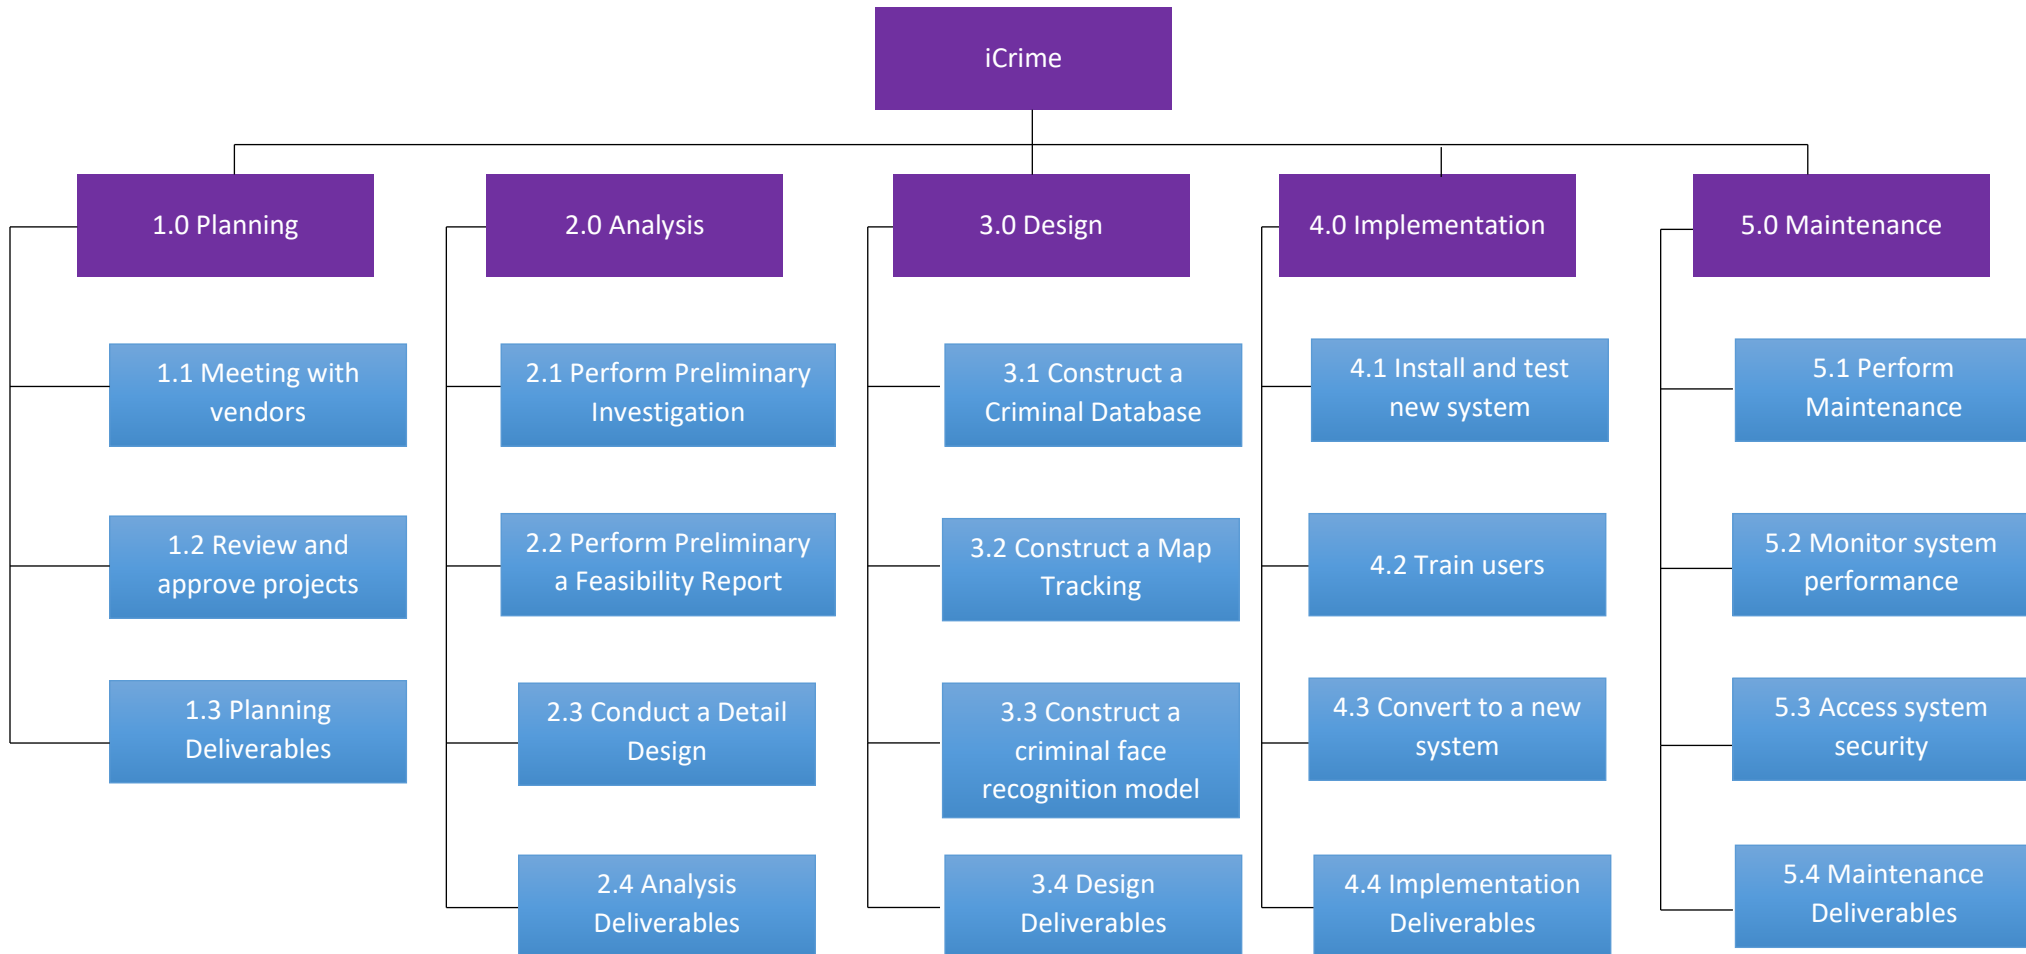 iCrime
1.0 Planning
2.0 Analysis
3.0 Design
4.0 Implementation
5.0 Maintenance
1.1 Meeting with
vendors
1.2 Review and
approve projects
1.3 Planning
Deliverables
2.1 Perform Preliminary
Investigation
2.2 Perform Preliminary
a Feasibility Report
2.3 Conduct a Detail
Design
2.4 Analysis
Deliverables
3.1 Construct a
Criminal Database
3.2 Construct a Map
Tracking
3.3 Construct a
criminal face
recognition model
3.4 Design
Deliverables
4.1 Install and test
new system
4.2 Train users
4.3 Convert to a new
system
4.4 Implementation
Deliverables
5.1 Perform
Maintenance
5.2 Monitor system
performance
5.3 Access system
security
5.4 Maintenance
Deliverables